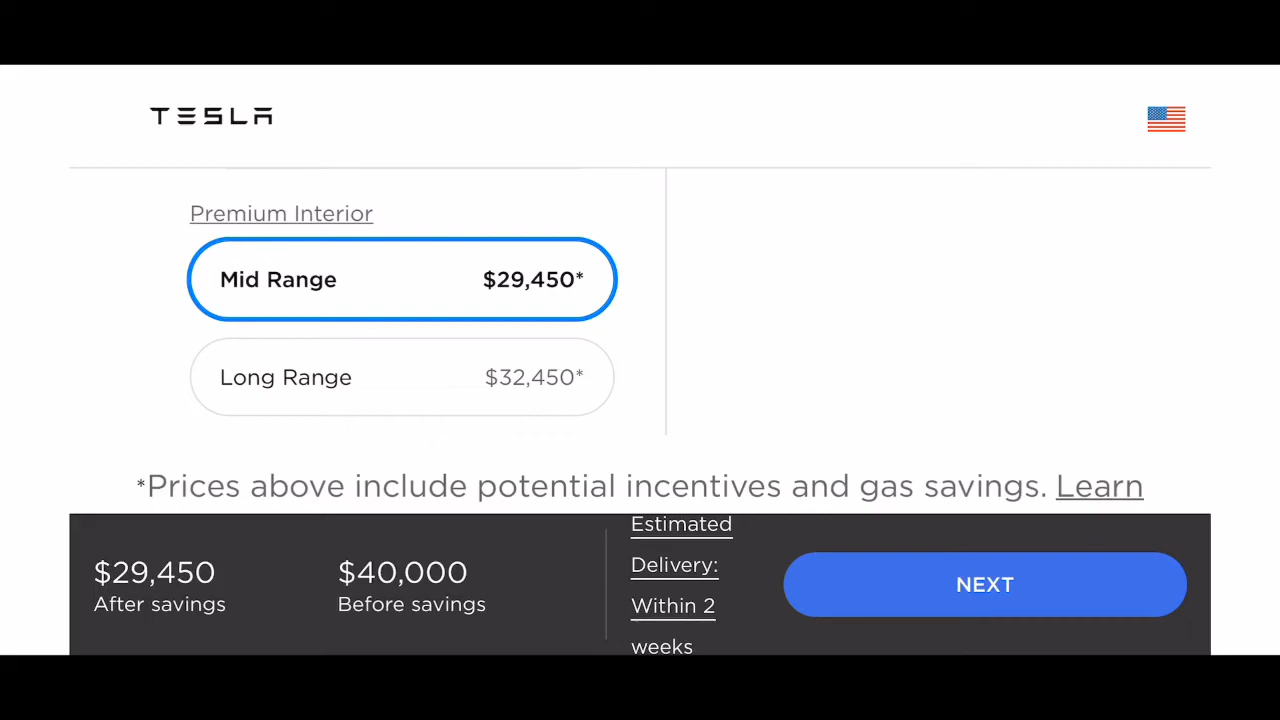 TESLA
Premium Interior
Mid Range $29,450*
Long Range $32,450*
*Prices above include potential incentives and gas savings. Learn
$29,450
After savings
$40,000
Before savings
Estimated
Delivery:
Within 2
weeks
NEXT